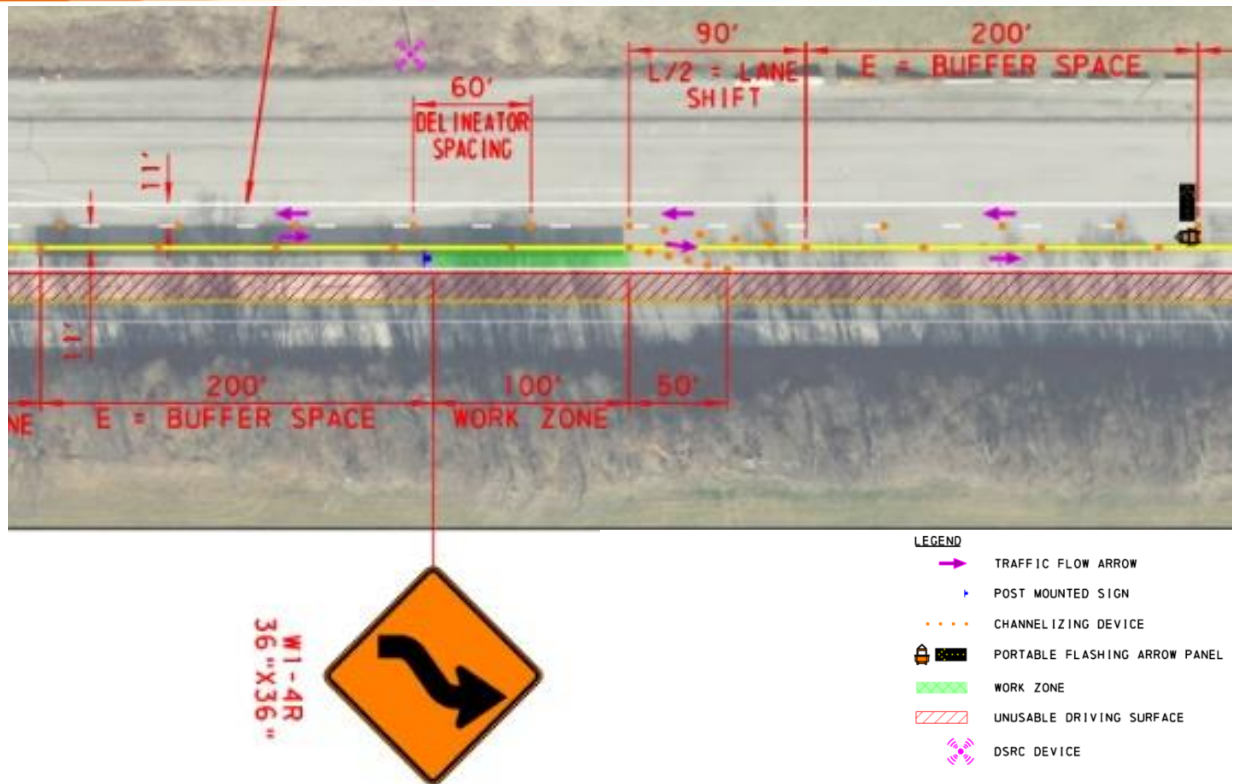 90'
200'
L/2 = LANE
SHIFT
E = BUFFER SPACE
60'
DELINEATOR
SPACING
11'
11'
200'
100'
50'
NE
E = BUFFER SPACE
WORK ZONE
W1-4R
36"X36"
LEGEND
TRAFFIC FLOW ARROW
POST MOUNTED SIGN
CHANNELIZING DEVICE
PORTABLE FLASHING ARROW PANEL
WORK ZONE
UNUSABLE DRIVING SURFACE
DSRC DEVICE